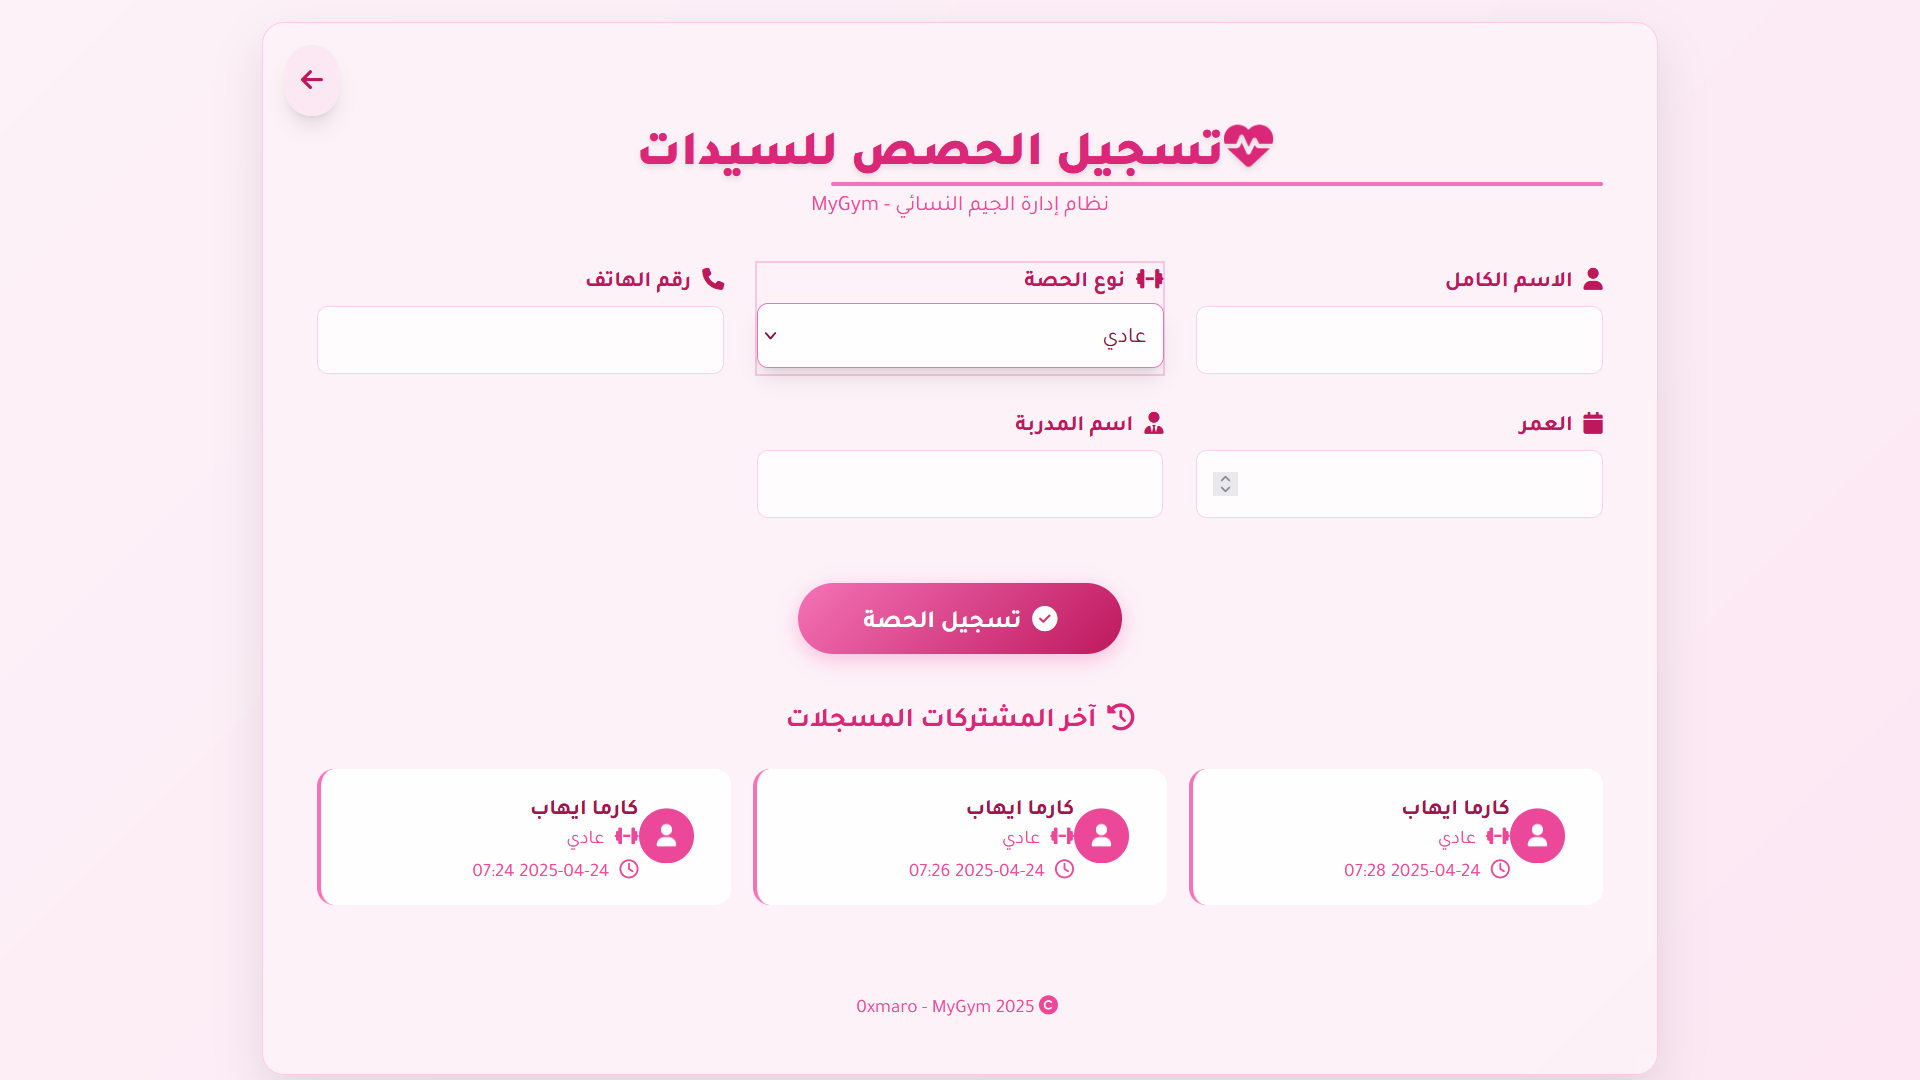 تسجيل الحصص للسيدات
نظام إدارة الجيم النسائي - MyGym
الاسم الكامل
نوع الحصة
عادي
رقم الهاتف
العمر
اسم المدربة
تسجيل الحصة
آخر المشتركات المسجلات
كارما ايهاب
عادي
2025-04-24 07:28
كارما ايهاب
عادي
2025-04-24 07:26
كارما ايهاب
عادي
2025-04-24 07:24
© 2025 0xmaro - MyGym